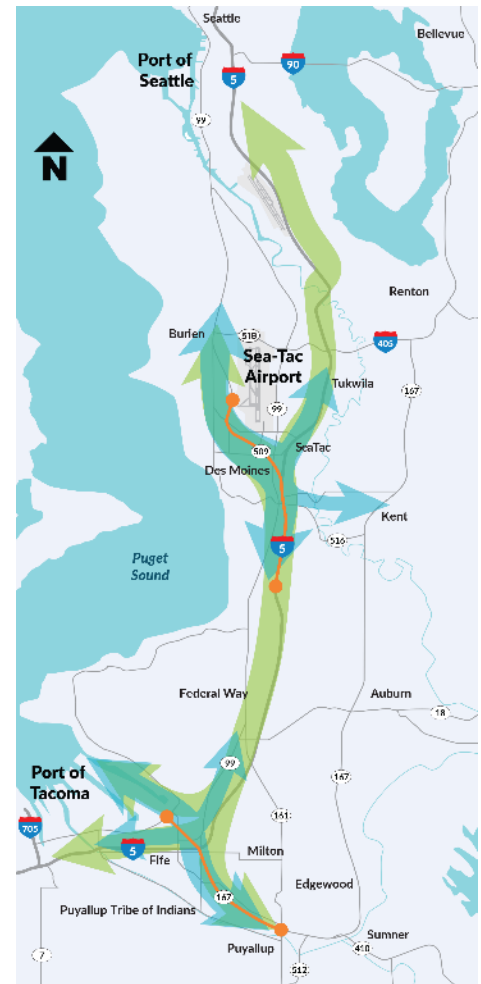 Seattle
Bellevue
Port of
Seattle
5
90
99
N
Renton
Burien
518
405
Sea-Tac
Airport
Tukwila
167
99
SeaTac
509
Des Moines
Kent
516
5
Puget
Sound
Federal Way
Auburn
18
99
Port of
Tacoma
167
161
705
5
Fife
Milton
Edgewood
167
Puyallup Tribe of Indians
Sumner
Puyallup
410
7
512